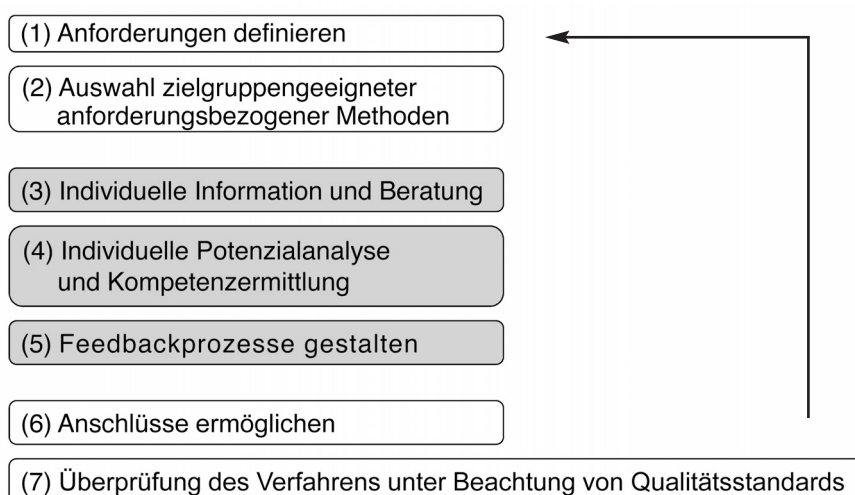 (1) Anforderungen definieren
(2) Auswahl zielgruppengeeigneter
anforderungsbezogener Methoden
(3) Individuelle Information und Beratung
(4) Individuelle Potenzialanalyse
und Kompetenzermittlung
(5) Feedbackprozesse gestalten
(6) Anschlüsse ermöglichen
(7) Überprüfung des Verfahrens unter Beachtung von Qualitätsstandards